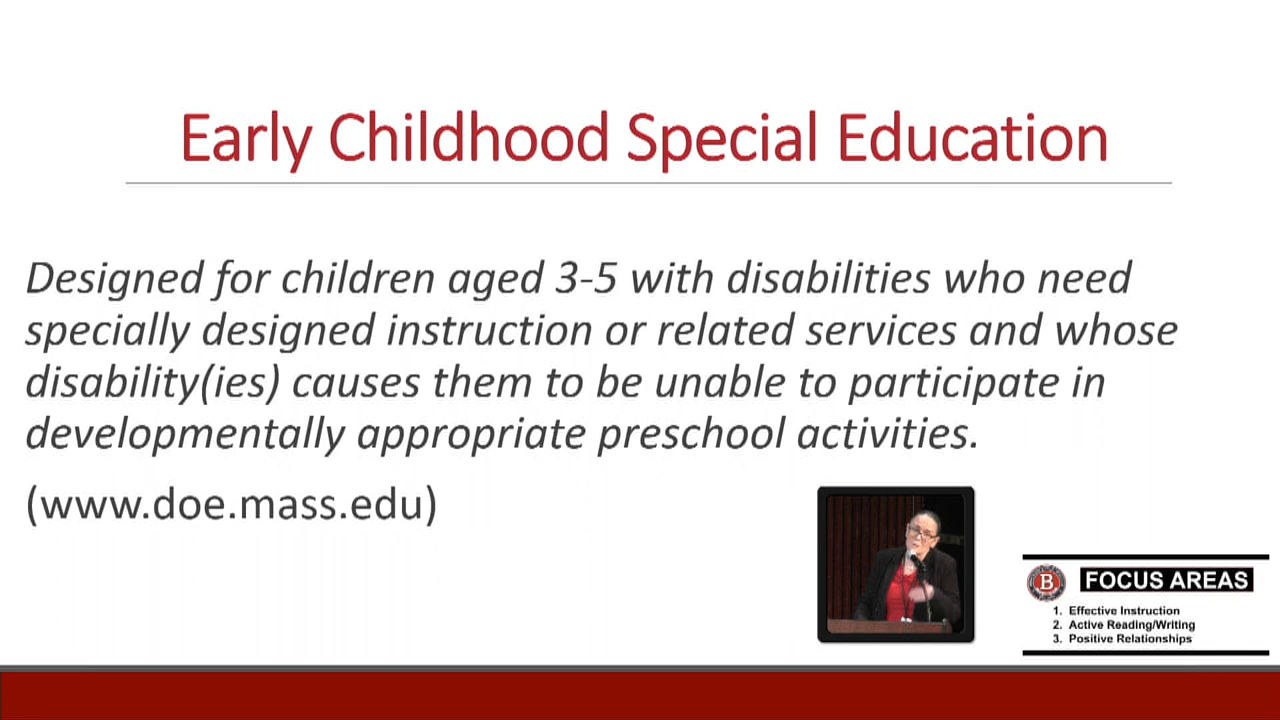 Early Childhood Special Education
Designed for children aged 3-5 with disabilities who need
specially designed instruction or related services and whose
disability(ies) causes them to be unable to participate in
developmentally appropriate preschool activities.
(www.doe.mass.edu)
B
FOCUS AREAS
1. Effective Instruction
2. Active Reading/Writing
3. Positive Relationships